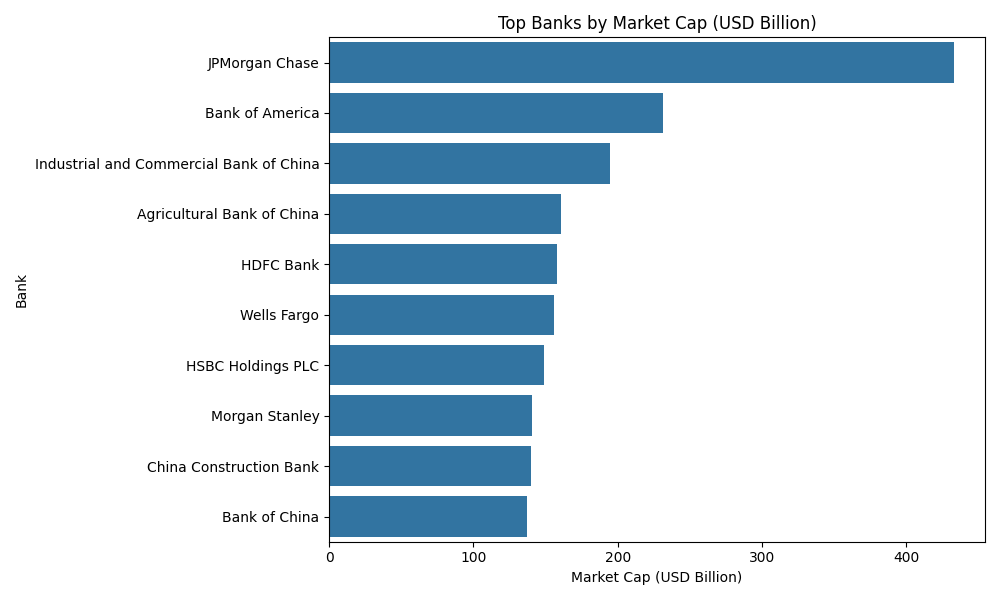 Top Banks by Market Cap (USD Billion)
Bank
JPMorgan Chase
Bank of America
Industrial and Commercial Bank of China
Agricultural Bank of China
HDFC Bank
Wells Fargo
HSBC Holdings PLC
Morgan Stanley
China Construction Bank
Bank of China
0 100 200 300 400
Market Cap (USD Billion)